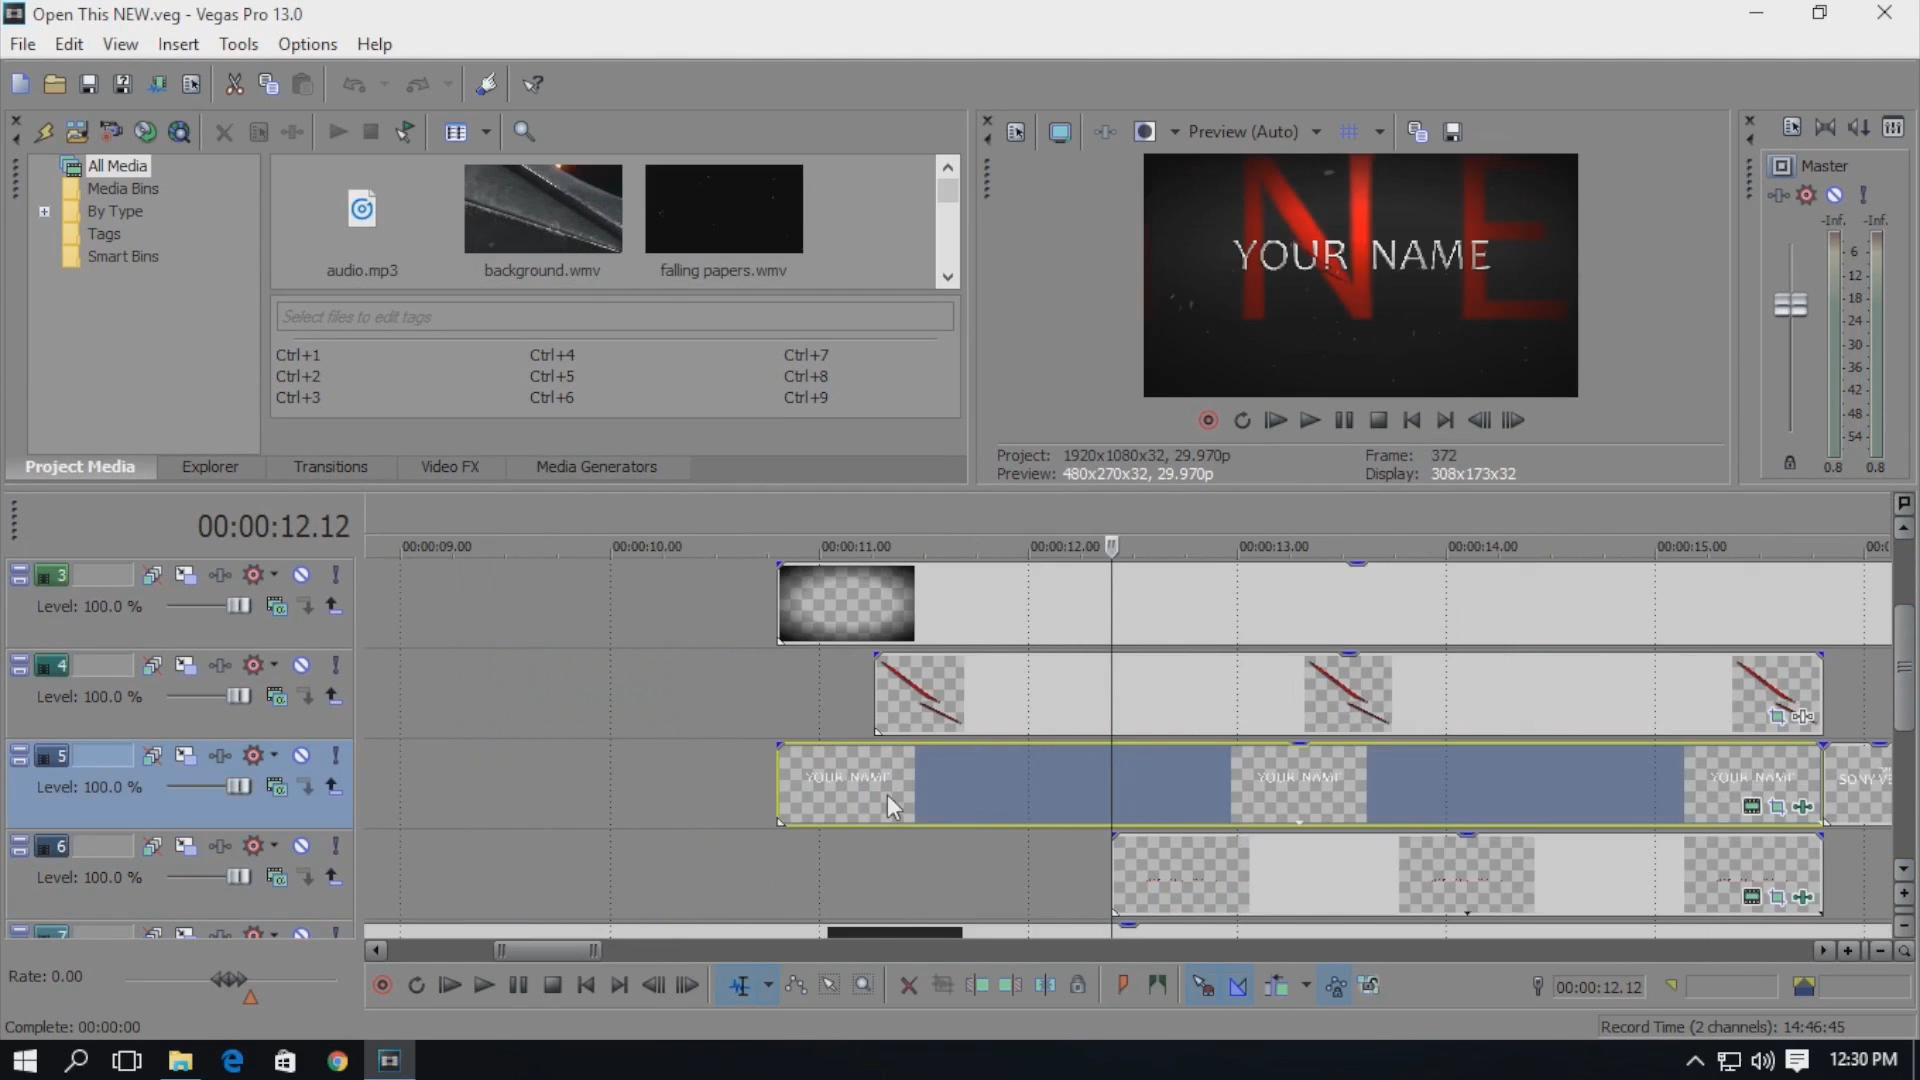 Open This NEW.veg - Vegas Pro 13.0
File Edit View Insert Tools Options Help
Preview (Auto)
All Media
Media Bins
By Type
Tags
Smart Bins
audio.mp3 background.wmv falling papers.wmv
Select files to edit tags
Ctrl+1 Ctrl+4 Ctrl+7
Ctrl+2 Ctrl+5 Ctrl+8
Ctrl+3 Ctrl+6 Ctrl+9
Project Media Explorer Transitions Video FX Media Generators
N E
YOUR NAME
Project: 1920x1080x32, 29.970p Frame: 372
Preview: 480x270x32, 29.970p Display: 308x173x32
Master
-Inf. -Inf.
6
12
18
24
30
36
42
48
54
0.8 0.8
00:00:12.12
00:00:09.00 00:00:10.00 00:00:11.00 00:00:12.00 00:00:13.00 00:00:14.00 00:00:15.00
3
Level: 100.0 %
4
Level: 100.0 %
5
Level: 100.0 %
YOUR NAME YOUR NAME YOUR NAME
6
Level: 100.0 %
7
Rate: 0.00
00:00:12.12
Complete: 00:00:00
Record Time (2 channels): 14:46:45
12:30 PM